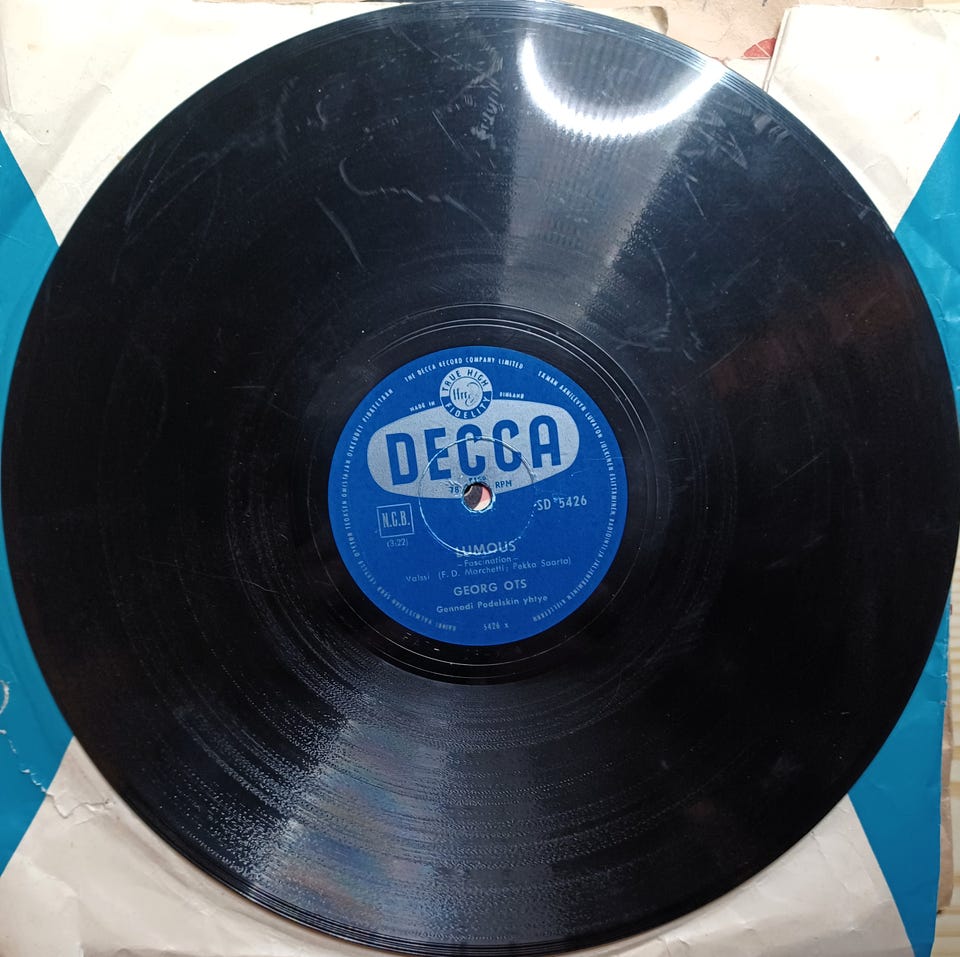 THE DECCA RECORD COMPANY LIMITED
TRUE HIGH
ffrr
FIDELITY
MADE IN FINLAND
DECCA
78 RPM
SD 5426
N.C.B.
(3.22)
LUMOUS
-Fascination-
Valssi (F. D. Marchetti; Pekka Saarto)
GEORG OTS
Gennadi Podelskin yhtye
5426 x